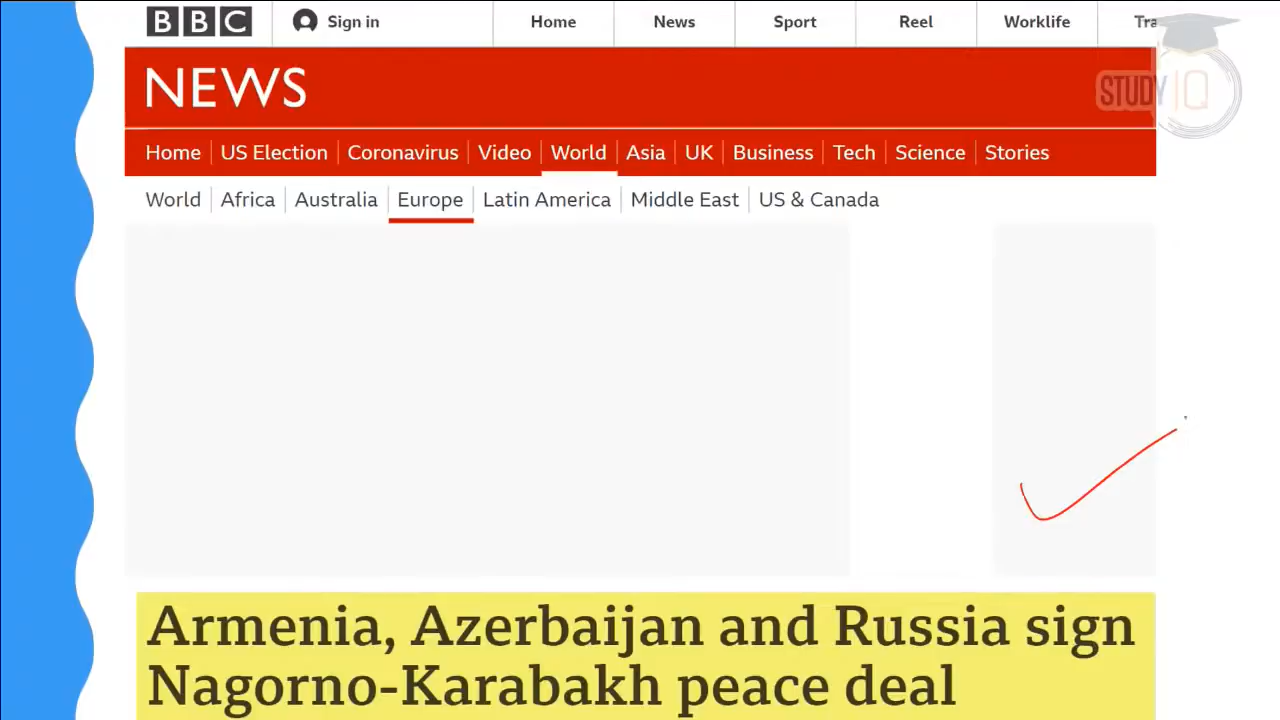 BBC Sign in Home News Sport Reel Worklife Tra
STUDY IQ
NEWS
Home US Election Coronavirus Video World Asia UK Business Tech Science Stories
World Africa Australia Europe Latin America Middle East US & Canada
Armenia, Azerbaijan and Russia sign
Nagorno-Karabakh peace deal